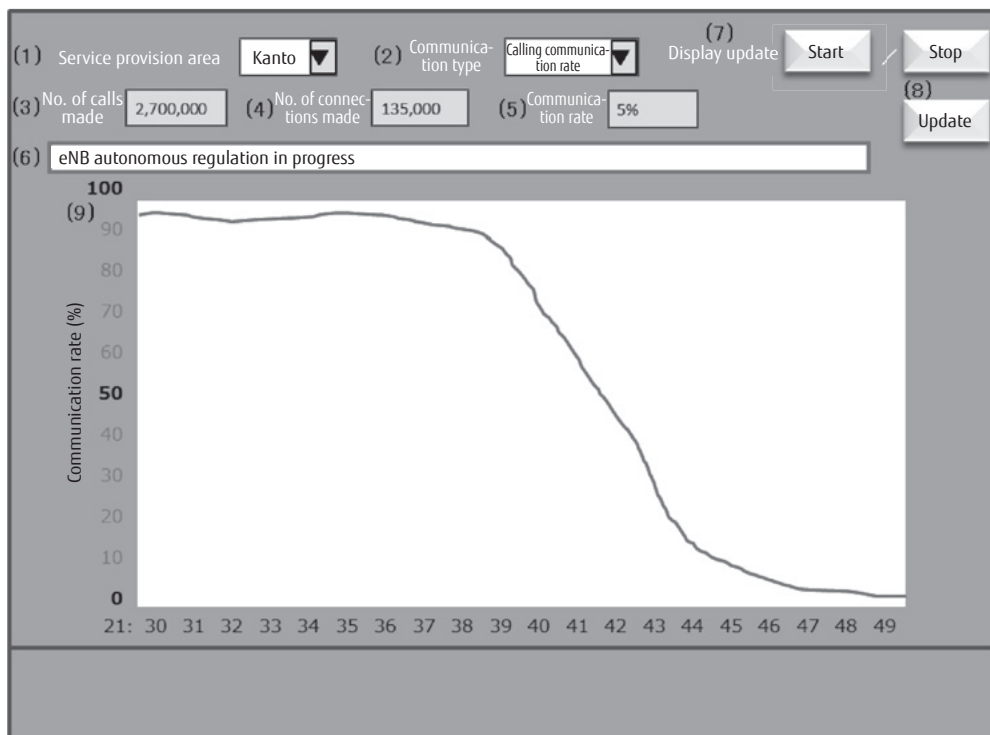 (1) Service provision area Kanto
(2) Communica-
tion type
Calling communica-
tion rate
(7)
Display update
Start
Stop
(3) No. of calls
made
2,700,000
(4) No. of connec-
tions made
135,000
(5) Communica-
tion rate
5%
(8)
Update
(6) eNB autonomous regulation in progress
(9)
Communication rate (%)
100
90
80
70
60
50
40
30
20
10
0
21: 30 31 32 33 34 35 36 37 38 39 40 41 42 43 44 45 46 47 48 49